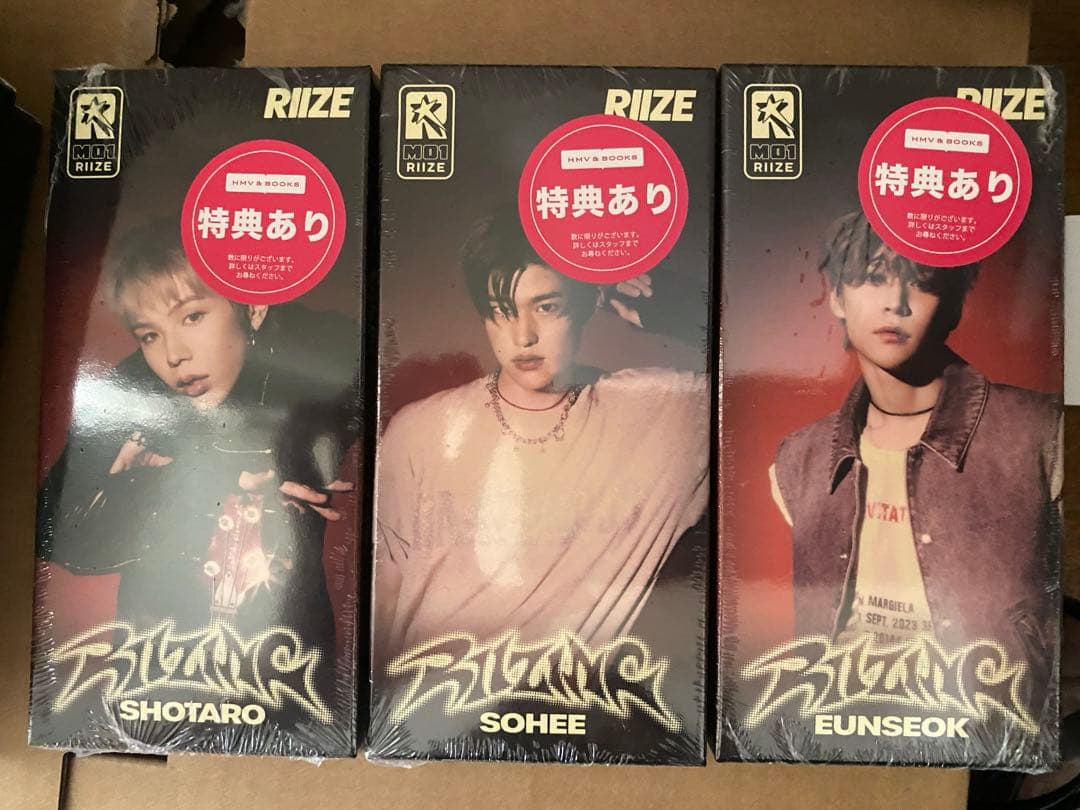 R
M01
RIIZE
RIIZE
HMV & BOOKS
特典あり
数に限りがございます。
詳しくはスタッフまで
お尋ねください。
RIIZING
SHOTARO
R
M01
RIIZE
RIIZE
HMV & BOOKS
特典あり
数に限りがございます。
詳しくはスタッフまで
お尋ねください。
RIIZING
SOHEE
R
M01
RIIZE
RIIZE
HMV & BOOKS
特典あり
数に限りがございます。
詳しくはスタッフまで
お尋ねください。
MARGIELA
SEPT. 2023
RIIZING
EUNSEOK